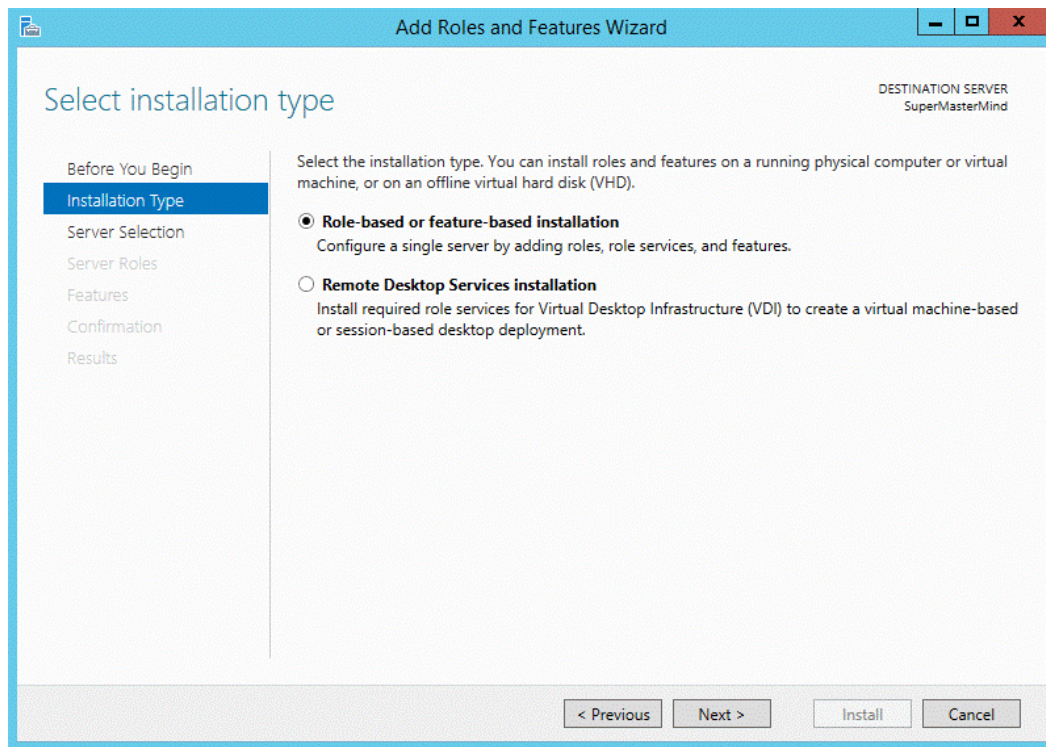 Add Roles and Features Wizard
Select installation type
DESTINATION SERVER
SuperMasterMind
Before You Begin
Installation Type
Server Selection
Server Roles
Features
Confirmation
Results
Select the installation type. You can install roles and features on a running physical computer or virtual
machine, or on an offline virtual hard disk (VHD).
Role-based or feature-based installation
Configure a single server by adding roles, role services, and features.
Remote Desktop Services installation
Install required role services for Virtual Desktop Infrastructure (VDI) to create a virtual machine-based
or session-based desktop deployment.
< Previous
Next >
Install
Cancel